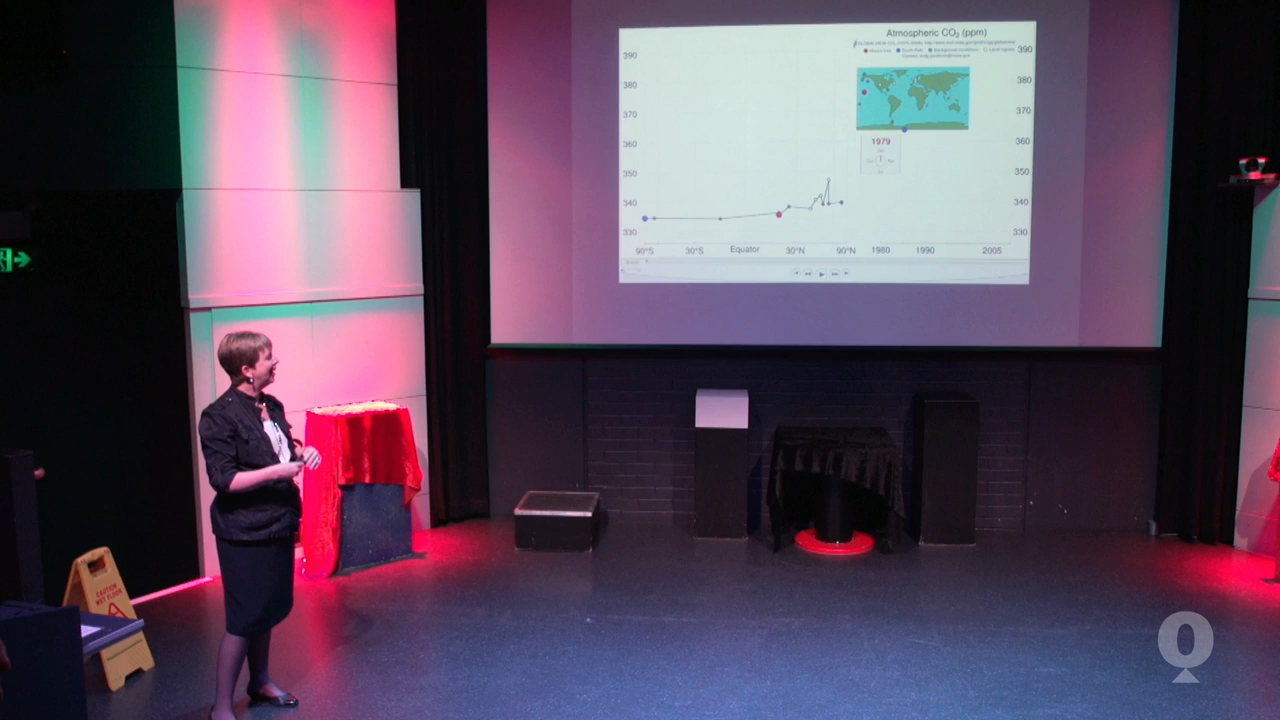 Atmospheric CO₂ (ppm)
390 390
380 380
370 370
360 360
350 350
340 340
330 330
1979
90°S 30°S Equator 30°N 90°N 1980 1990 2005
CAUTION
WET FLOOR